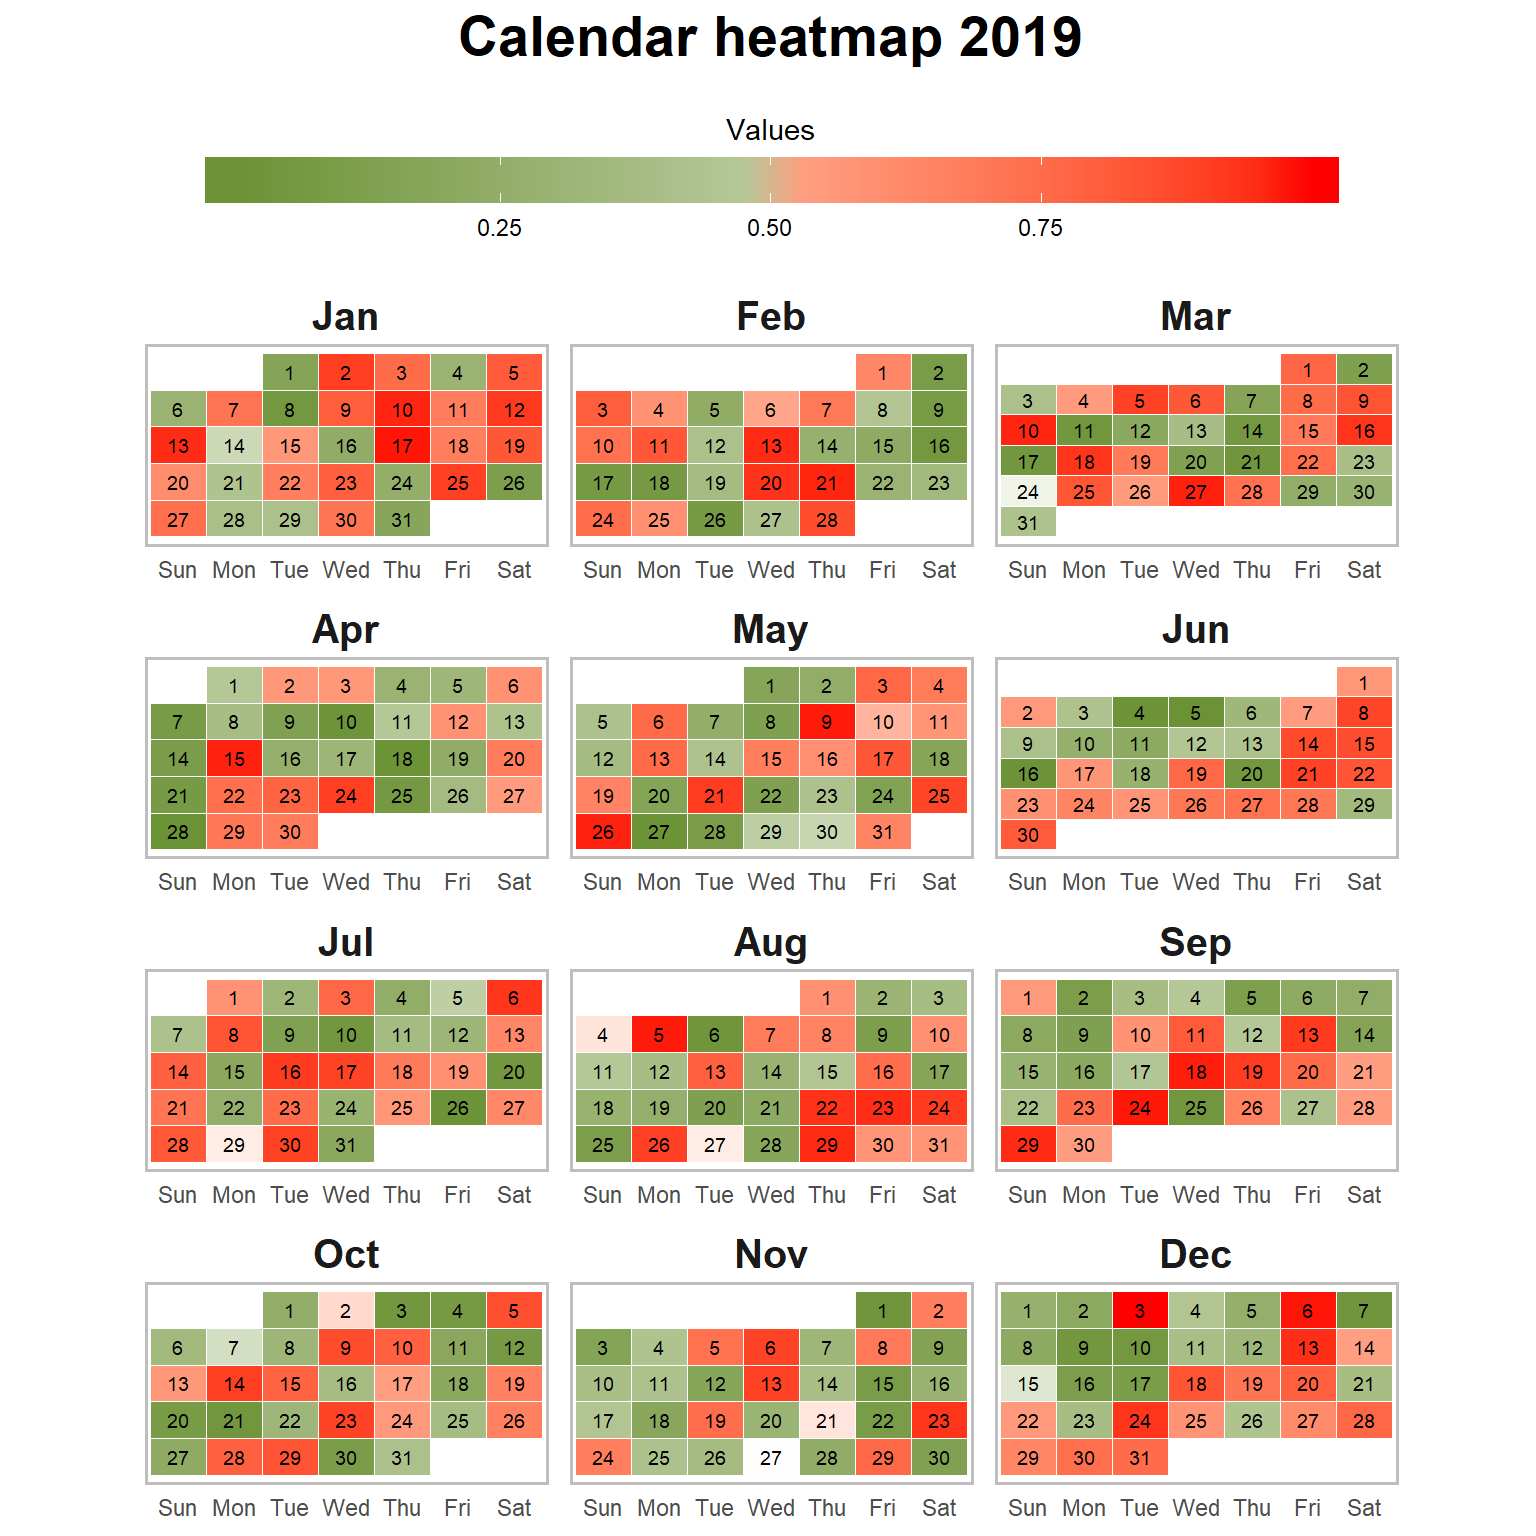 Calendar heatmap 2019
Values
0.25 0.50 0.75
Jan Feb Mar
1 2 3 4 5 1 2 1 2
6 7 8 9 10 11 12 3 4 5 6 7 8 9 3 4 5 6 7 8 9
13 14 15 16 17 18 19 10 11 12 13 14 15 16 10 11 12 13 14 15 16
20 21 22 23 24 25 26 17 18 19 20 21 22 23 17 18 19 20 21 22 23
27 28 29 30 31 24 25 26 27 28 24 25 26 27 28 29 30
31
Sun Mon Tue Wed Thu Fri Sat Sun Mon Tue Wed Thu Fri Sat Sun Mon Tue Wed Thu Fri Sat
Apr May Jun
1 2 3 4 5 6 1 2 3 4 1
7 8 9 10 11 12 13 5 6 7 8 9 10 11 2 3 4 5 6 7 8
14 15 16 17 18 19 20 12 13 14 15 16 17 18 9 10 11 12 13 14 15
21 22 23 24 25 26 27 19 20 21 22 23 24 25 16 17 18 19 20 21 22
28 29 30 26 27 28 29 30 31 23 24 25 26 27 28 29
30
Sun Mon Tue Wed Thu Fri Sat Sun Mon Tue Wed Thu Fri Sat Sun Mon Tue Wed Thu Fri Sat
Jul Aug Sep
1 2 3 4 5 6 1 2 3 1 2 3 4 5 6 7
7 8 9 10 11 12 13 4 5 6 7 8 9 10 8 9 10 11 12 13 14
14 15 16 17 18 19 20 11 12 13 14 15 16 17 15 16 17 18 19 20 21
21 22 23 24 25 26 27 18 19 20 21 22 23 24 22 23 24 25 26 27 28
28 29 30 31 25 26 27 28 29 30 31 29 30
Sun Mon Tue Wed Thu Fri Sat Sun Mon Tue Wed Thu Fri Sat Sun Mon Tue Wed Thu Fri Sat
Oct Nov Dec
1 2 3 4 5 1 2 1 2 3 4 5 6 7
6 7 8 9 10 11 12 3 4 5 6 7 8 9 8 9 10 11 12 13 14
13 14 15 16 17 18 19 10 11 12 13 14 15 16 15 16 17 18 19 20 21
20 21 22 23 24 25 26 17 18 19 20 21 22 23 22 23 24 25 26 27 28
27 28 29 30 31 24 25 26 27 28 29 30 29 30 31
Sun Mon Tue Wed Thu Fri Sat Sun Mon Tue Wed Thu Fri Sat Sun Mon Tue Wed Thu Fri Sat